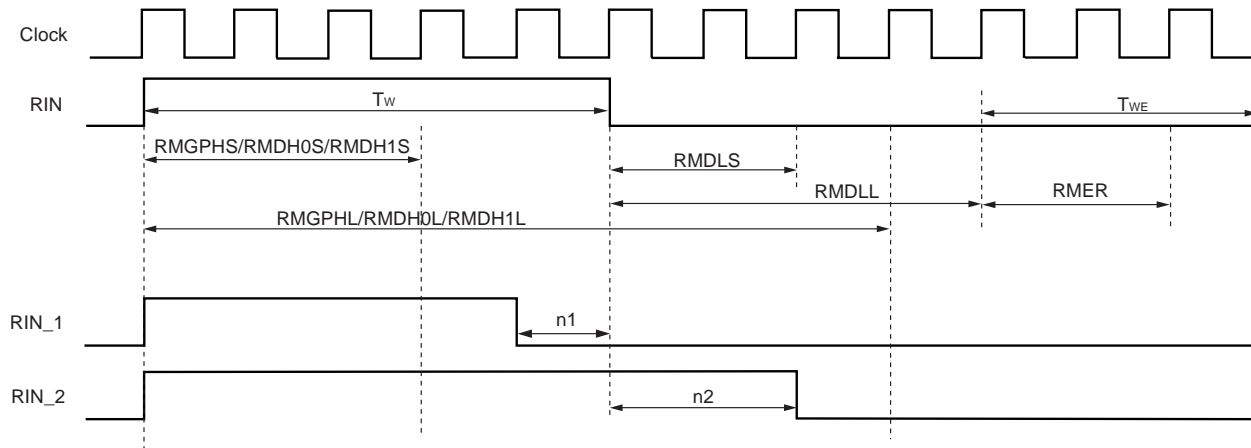 Clock
RIN
TW
TWE
RMGPHS/RMDH0S/RMDH1S
RMDLS
RMDLL
RMER
RMGPHL/RMDH0L/RMDH1L
RIN_1
n1
RIN_2
n2